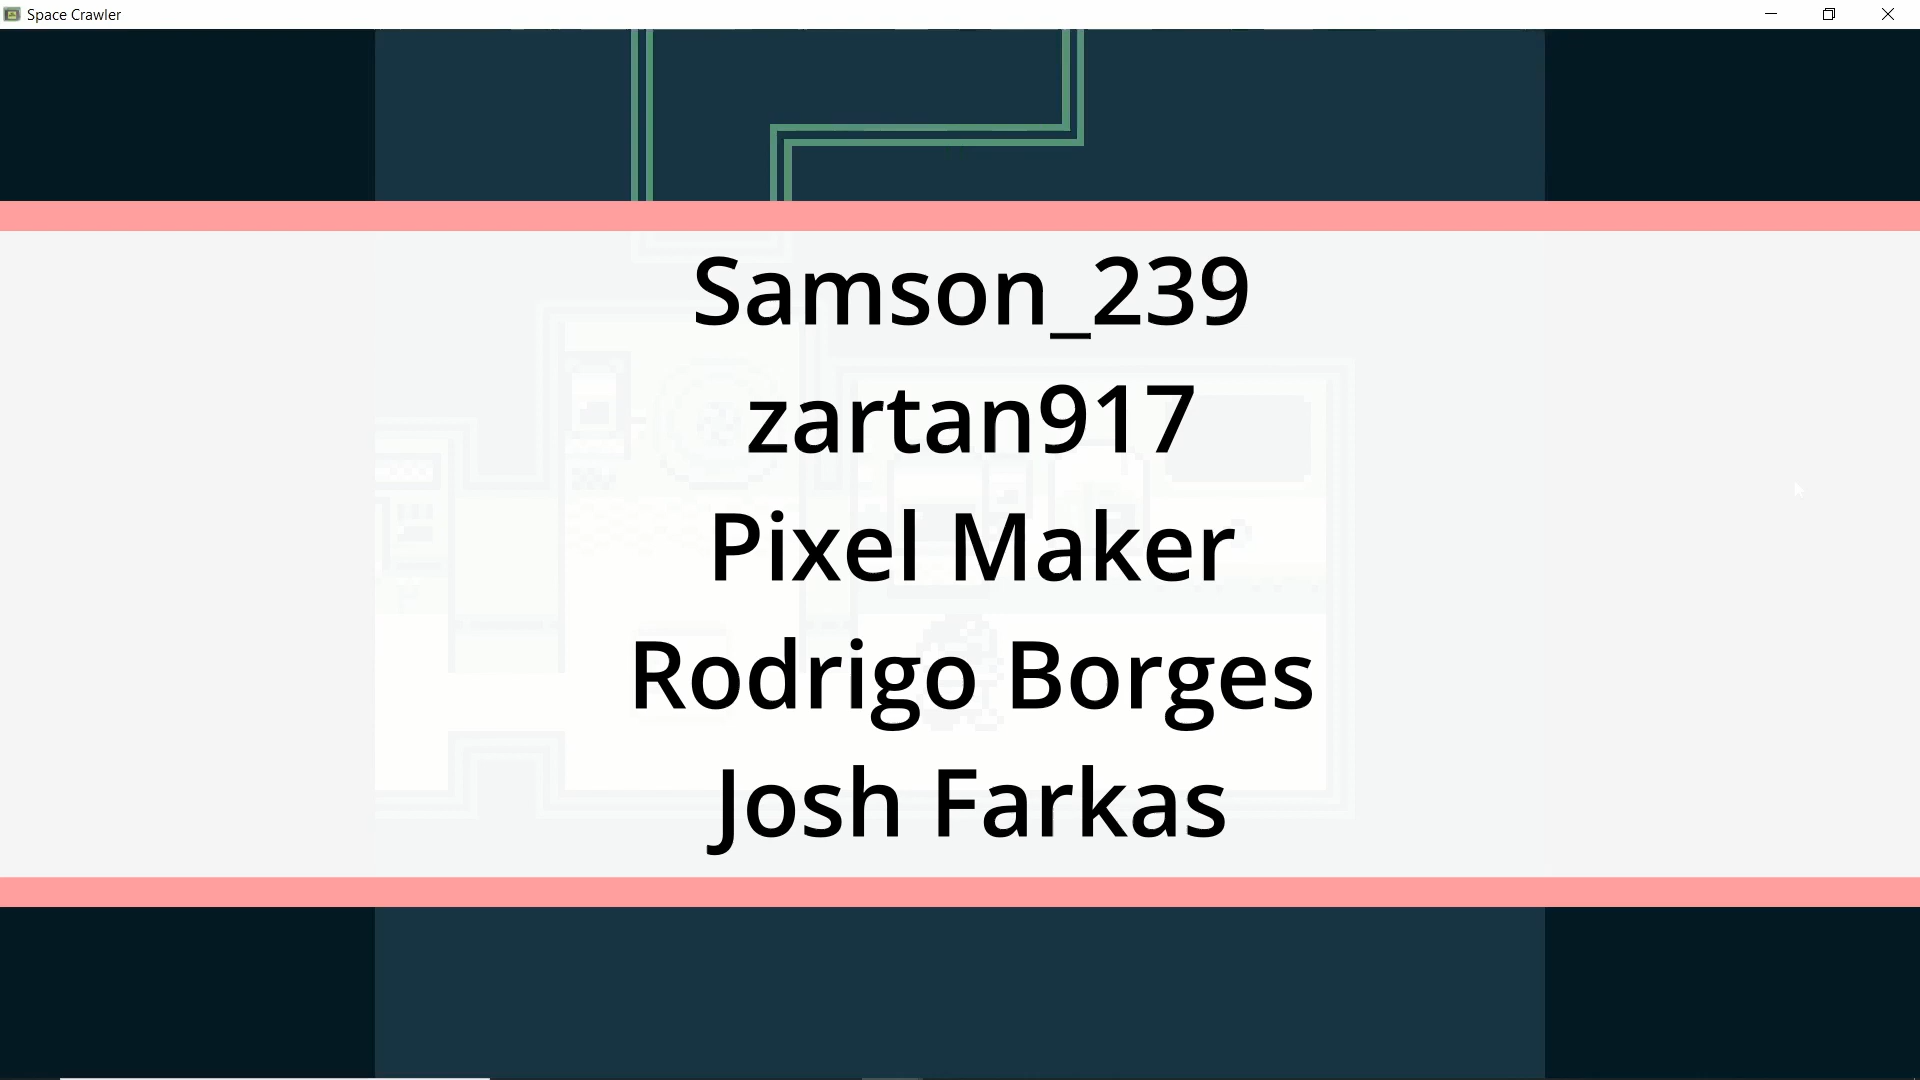 Space Crawler
Samson_239
zartan917
Pixel Maker
Rodrigo Borges
Josh Farkas